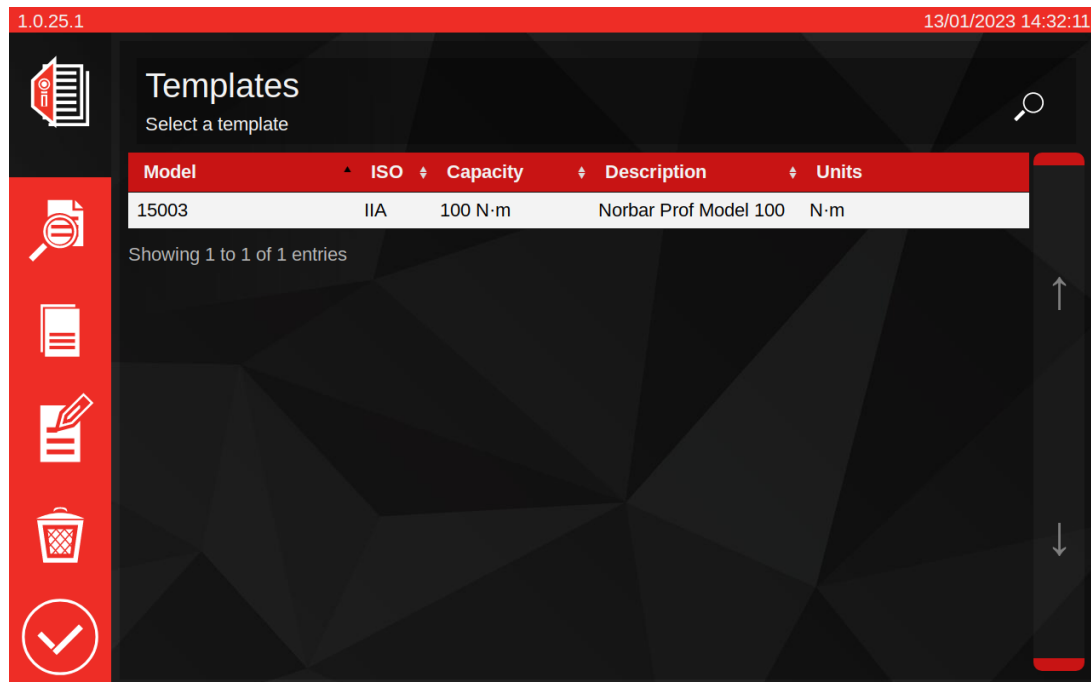 1.0.25.1 13/01/2023 14:32:11
Templates
Select a template
Model ISO Capacity Description Units
15003 IIA 100 N·m Norbar Prof Model 100 N·m
Showing 1 to 1 of 1 entries